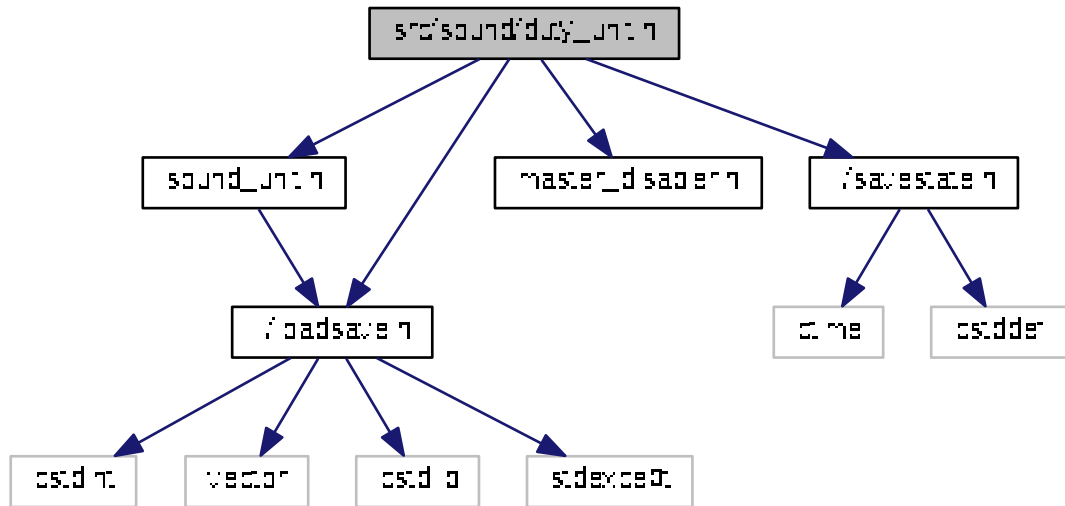 src/sound/duty_unit.h
sound_unit.h
master_disabler.h
../savestate.h
../loadsave.h
ctime
cstddef
cstdint
vector
cstdio
stdexcept